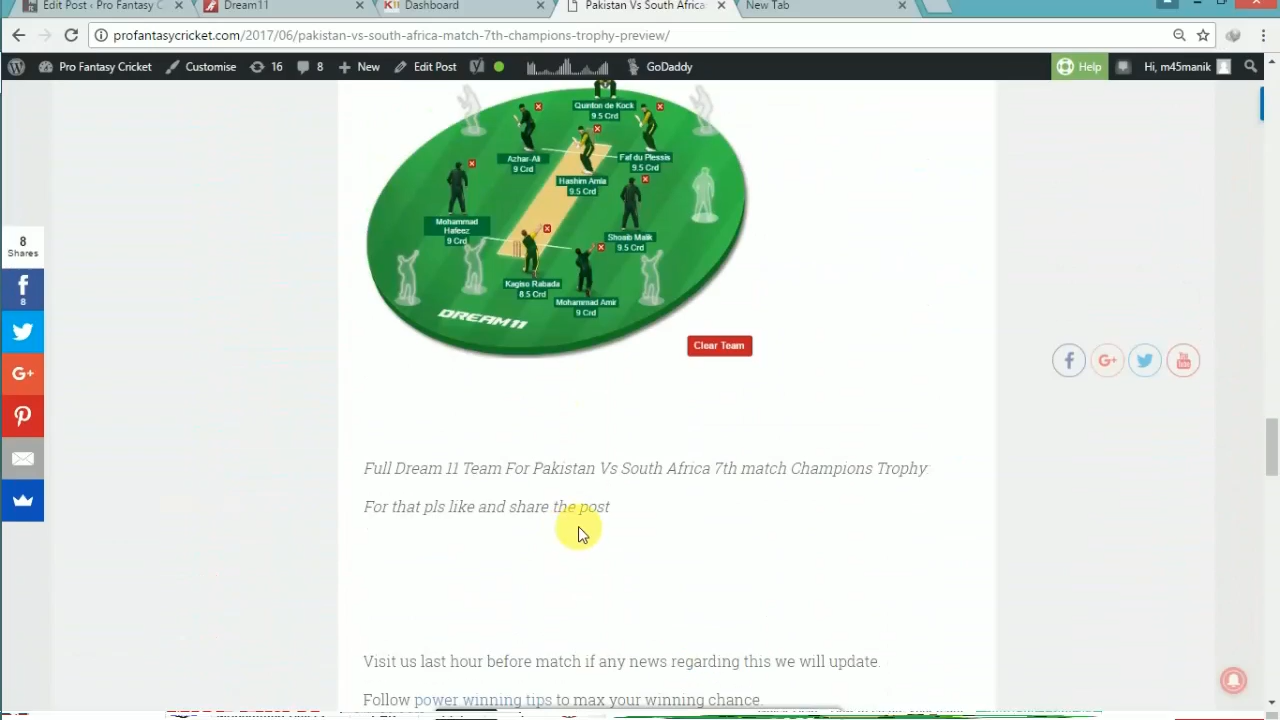 Edit Post ‹ Pro Fantasy C
Dream11
Dashboard
Pakistan Vs South Africa
New Tab
profantasycricket.com/2017/06/pakistan-vs-south-africa-match-7th-champions-trophy-preview/
Pro Fantasy Cricket
Customise
16
8
New
Edit Post
GoDaddy
Help
Hi, m45manik
Quinton de Kock
9.5 Crd
Azhar-Ali
9 Crd
Faf du Plessis
9.5 Crd
Hashim Amla
9.5 Crd
Mohammad
Hafeez
9 Crd
Shoaib Malik
9.5 Crd
Kagiso Rabada
8.5 Crd
Mohammad Amir
9 Crd
DREAM11
Clear Team
8
Shares
8
Full Dream 11 Team For Pakistan Vs South Africa 7th match Champions Trophy
For that pls like and share the post
Visit us last hour before match if any news regarding this we will update.
Follow power winning tips to max your winning chance.